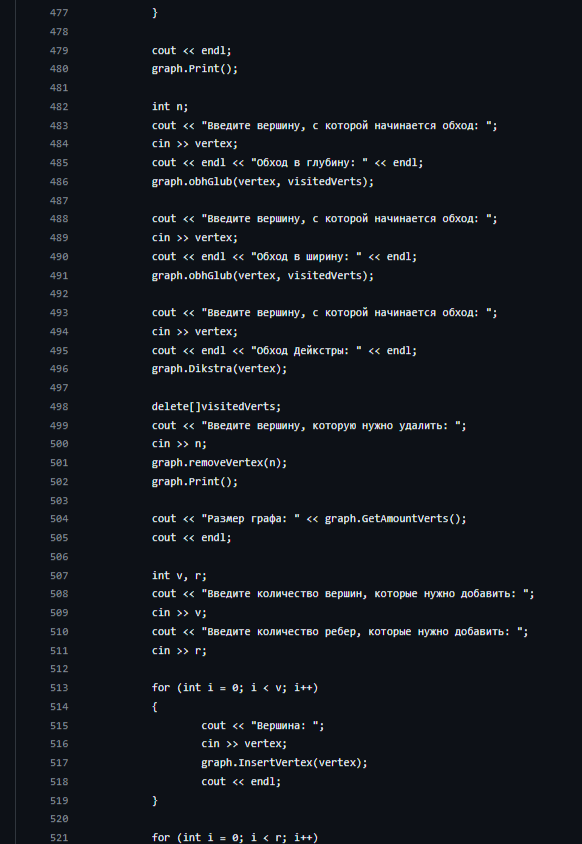 477 }
478
479 cout << endl;
480 graph.Print();
481
482 int n;
483 cout << "Введите вершину, с которой начинается обход: ";
484 cin >> vertex;
485 cout << endl << "Обход в глубину: " << endl;
486 graph.obhGlub(vertex, visitedVerts);
487
488 cout << "Введите вершину, с которой начинается обход: ";
489 cin >> vertex;
490 cout << endl << "Обход в ширину: " << endl;
491 graph.obhGlub(vertex, visitedVerts);
492
493 cout << "Введите вершину, с которой начинается обход: ";
494 cin >> vertex;
495 cout << endl << "Обход Дейкстры: " << endl;
496 graph.Dikstra(vertex);
497
498 delete[]visitedVerts;
499 cout << "Введите вершину, которую нужно удалить: ";
500 cin >> n;
501 graph.removeVertex(n);
502 graph.Print();
503
504 cout << "Размер графа: " << graph.GetAmountVerts();
505 cout << endl;
506
507 int v, r;
508 cout << "Введите количество вершин, которые нужно добавить: ";
509 cin >> v;
510 cout << "Введите количество ребер, которые нужно добавить: ";
511 cin >> r;
512
513 for (int i = 0; i < v; i++)
514 {
515 cout << "Вершина: ";
516 cin >> vertex;
517 graph.InsertVertex(vertex);
518 cout << endl;
519 }
520
521 for (int i = 0; i < r; i++)